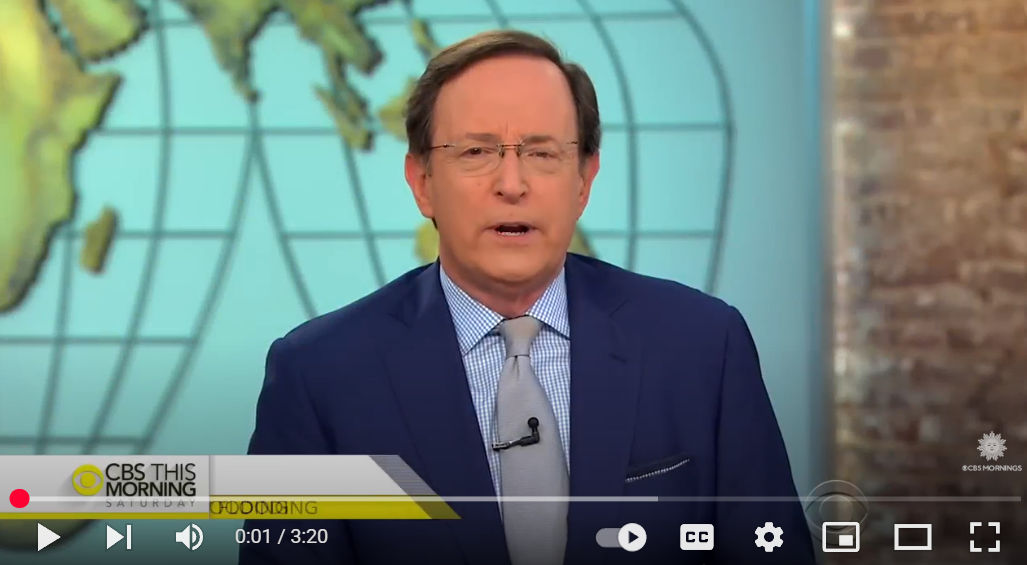 CBS THIS
MORNING
SATURDAY
©CBS MORNINGS
0:01 / 3:20
CC